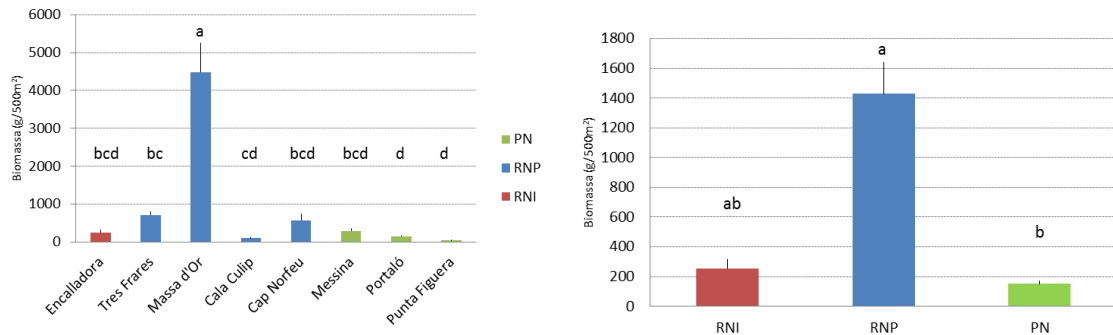 6000
5000
4000
3000
2000
1000
0
Biomassa (g/500m²)
a
bcd
bc
cd
bcd
bcd
d
d
Encalladora
Tres Frares
Massa d'Or
Cala Culip
Cap Norfeu
Messina
Portaló
Punta Figuera
PN
RNP
RNI
1800
1600
1400
1200
1000
800
600
400
200
0
Biomassa (g/500m²)
ab
a
b
RNI
RNP
PN